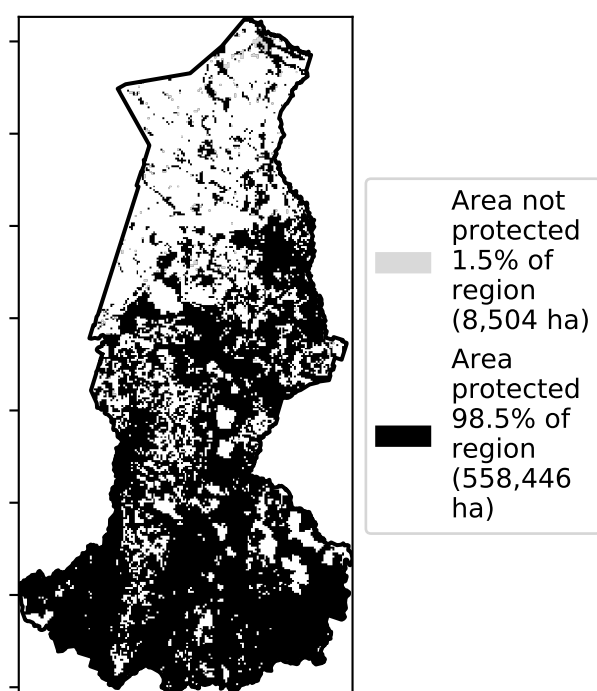 Area not
protected
1.5% of
region
(8,504 ha)
Area
protected
98.5% of
region
(558,446
ha)